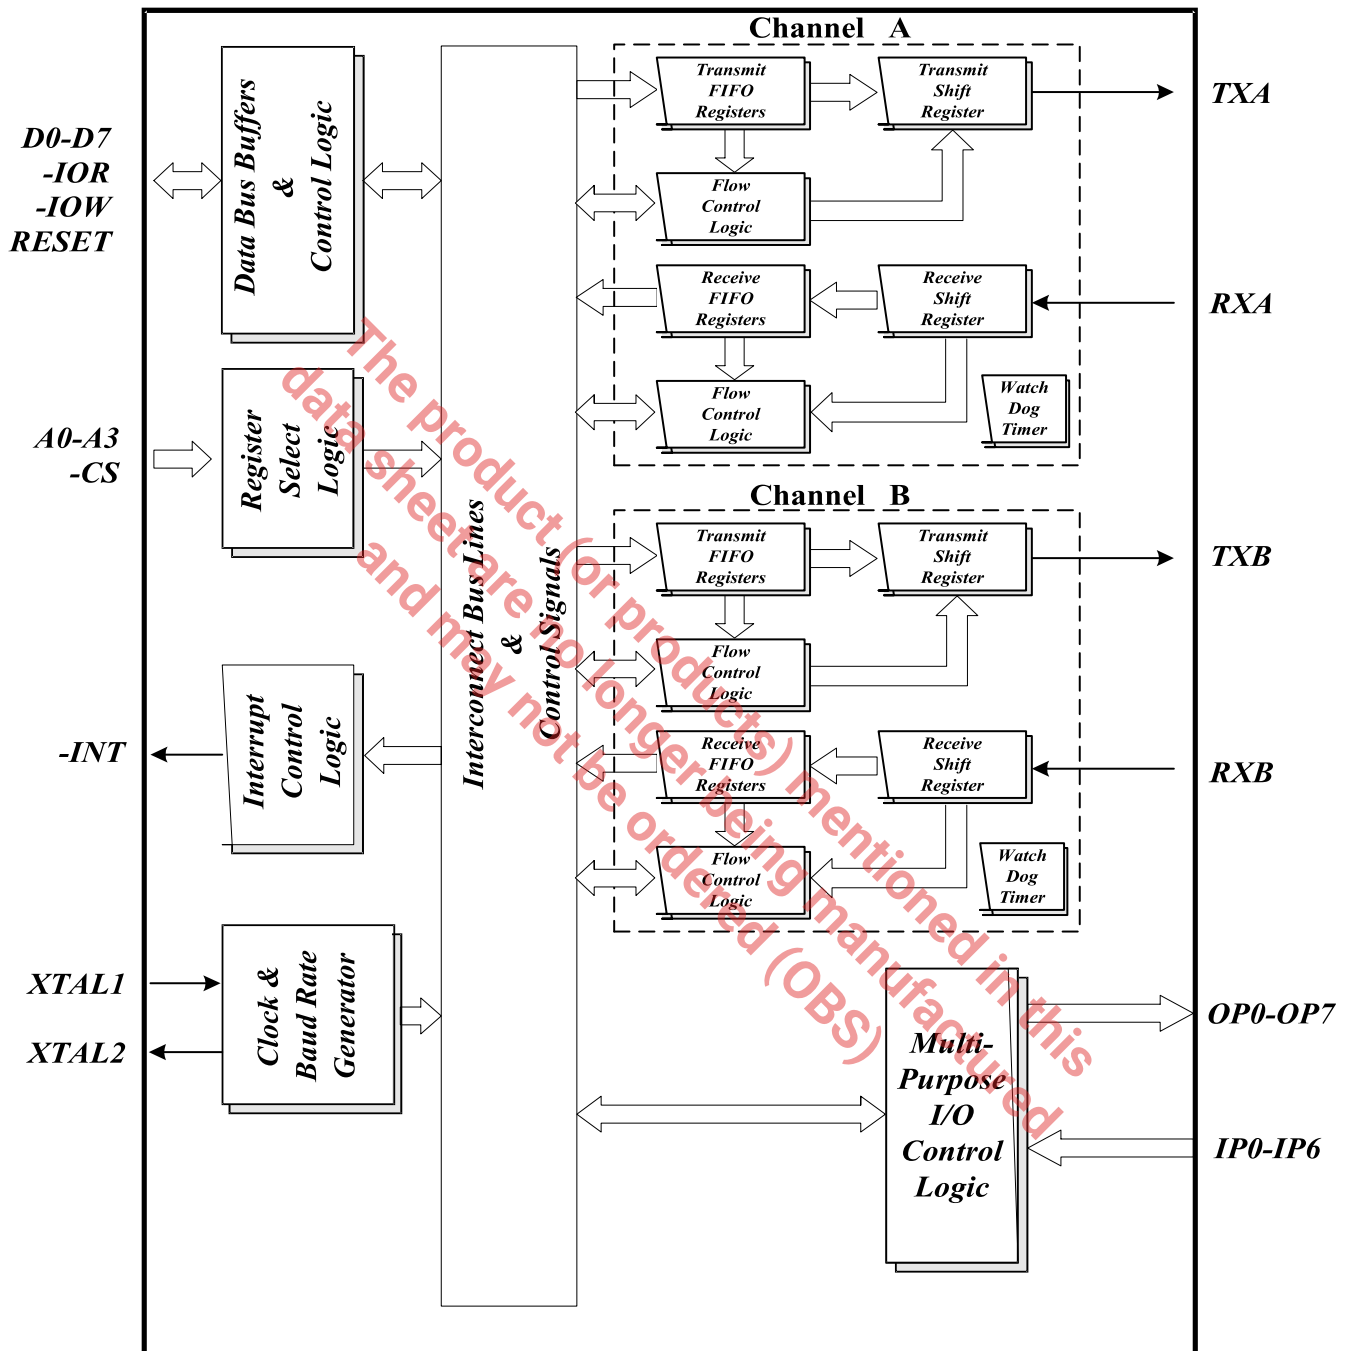 D0-D7
-IOR
-IOW
RESET
Data Bus Buffers
&
Control Logic
A0-A3
-CS
Register
Select
Logic
-INT
Interrupt
Control
Logic
XTAL1
XTAL2
Clock &
Baud Rate
Generator
Interconnect Bus Lines
&
Control Signals
Channel A
Transmit
FIFO
Registers
Transmit
Shift
Register
TXA
Flow
Control
Logic
Receive
FIFO
Registers
Receive
Shift
Register
RXA
Flow
Control
Logic
Watch
Dog
Timer
Channel B
Transmit
FIFO
Registers
Transmit
Shift
Register
TXB
Flow
Control
Logic
Receive
FIFO
Registers
Receive
Shift
Register
RXB
Flow
Control
Logic
Watch
Dog
Timer
Multi-
Purpose
I/O
Control
Logic
OP0-OP7
IP0-IP6
The product (or products) mentioned in this
data sheet are no longer being manufactured
and may not be ordered (OBS)